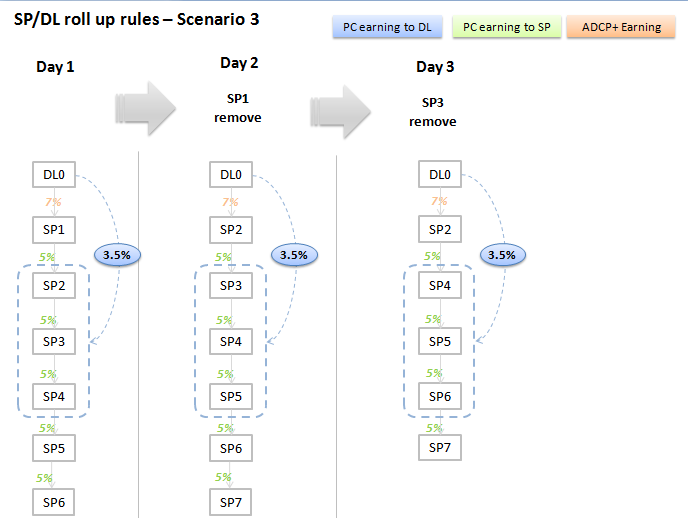 SP/DL roll up rules – Scenario 3
PC earning to DL
PC earning to SP
ADCP+ Earning
Day 1
SP1
remove
Day 2
SP3
remove
Day 3
DL0
7%
SP1
5%
3.5%
SP2
5%
SP3
5%
SP4
5%
SP5
5%
SP6
DL0
7%
SP2
5%
3.5%
SP3
5%
SP4
5%
SP5
5%
SP6
5%
SP7
DL0
7%
SP2
5%
3.5%
SP4
5%
SP5
5%
SP6
5%
SP7